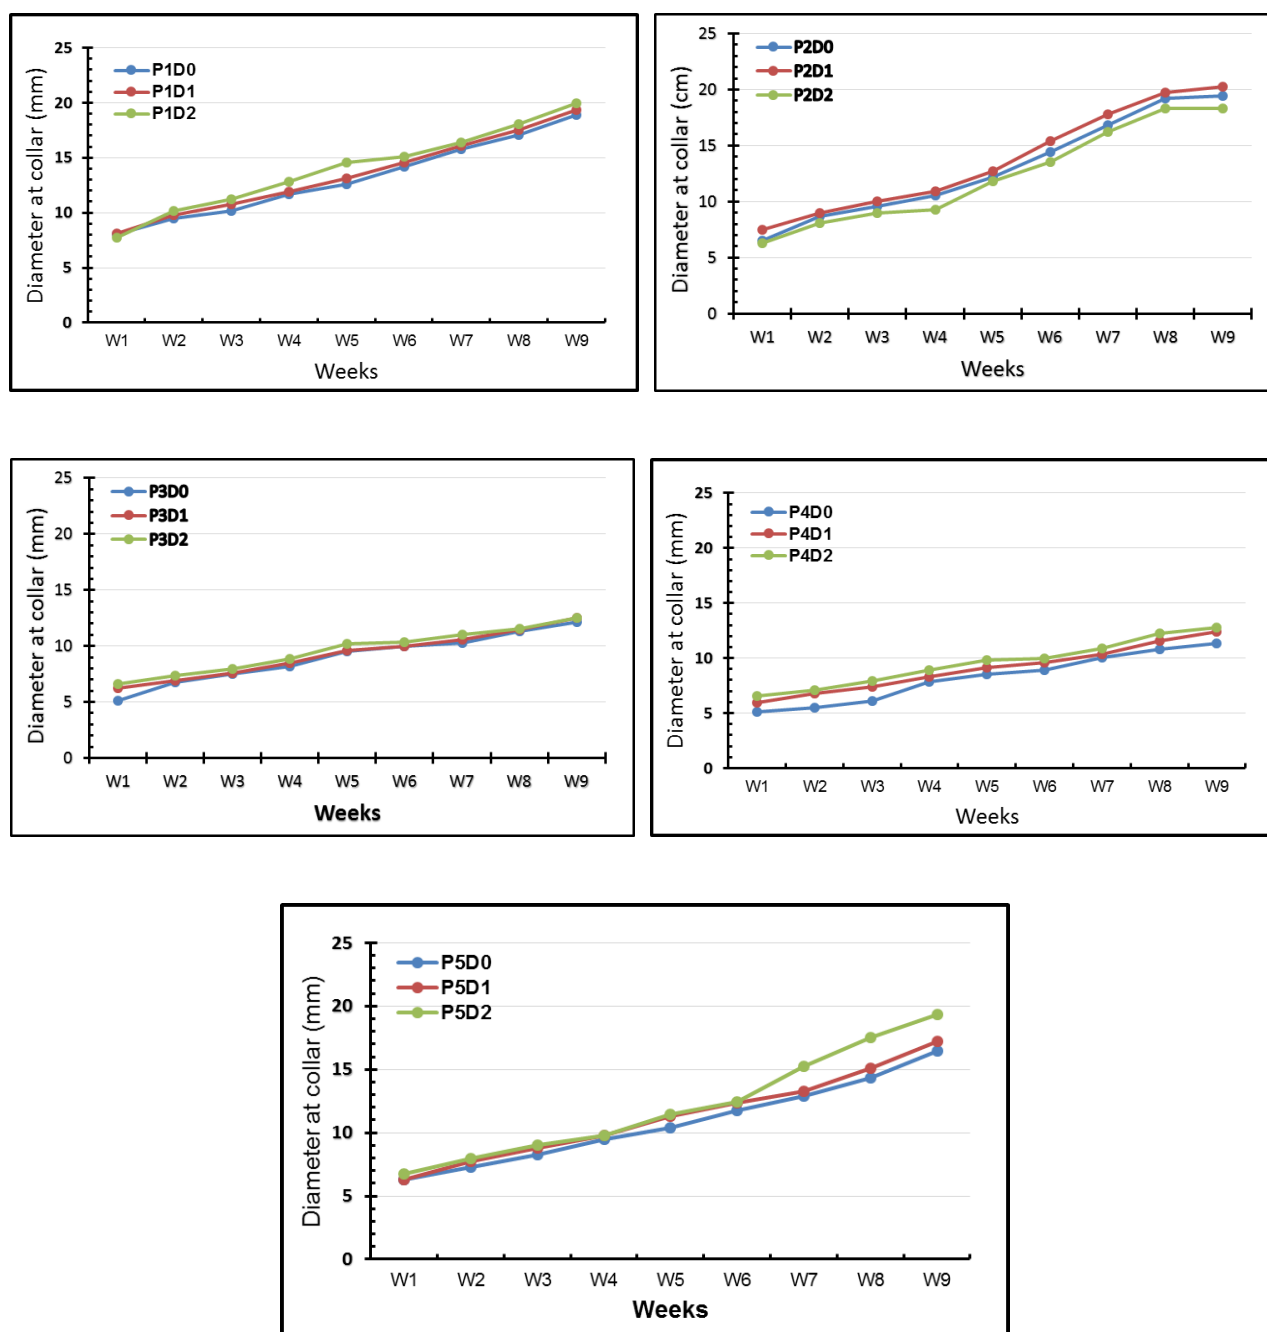 Diameter at collar (mm)
25
20
15
10
5
0
P1D0
P1D1
P1D2
W1 W2 W3 W4 W5 W6 W7 W8 W9
Weeks
Diameter at collar (cm)
25
20
15
10
5
0
P2D0
P2D1
P2D2
W1 W2 W3 W4 W5 W6 W7 W8 W9
Weeks
Diameter at collar (mm)
25
20
15
10
5
0
P3D0
P3D1
P3D2
W1 W2 W3 W4 W5 W6 W7 W8 W9
Weeks
Diameter at collar (mm)
25
20
15
10
5
0
P4D0
P4D1
P4D2
W1 W2 W3 W4 W5 W6 W7 W8 W9
Weeks
Diameter at collar (mm)
25
20
15
10
5
0
P5D0
P5D1
P5D2
W1 W2 W3 W4 W5 W6 W7 W8 W9
Weeks